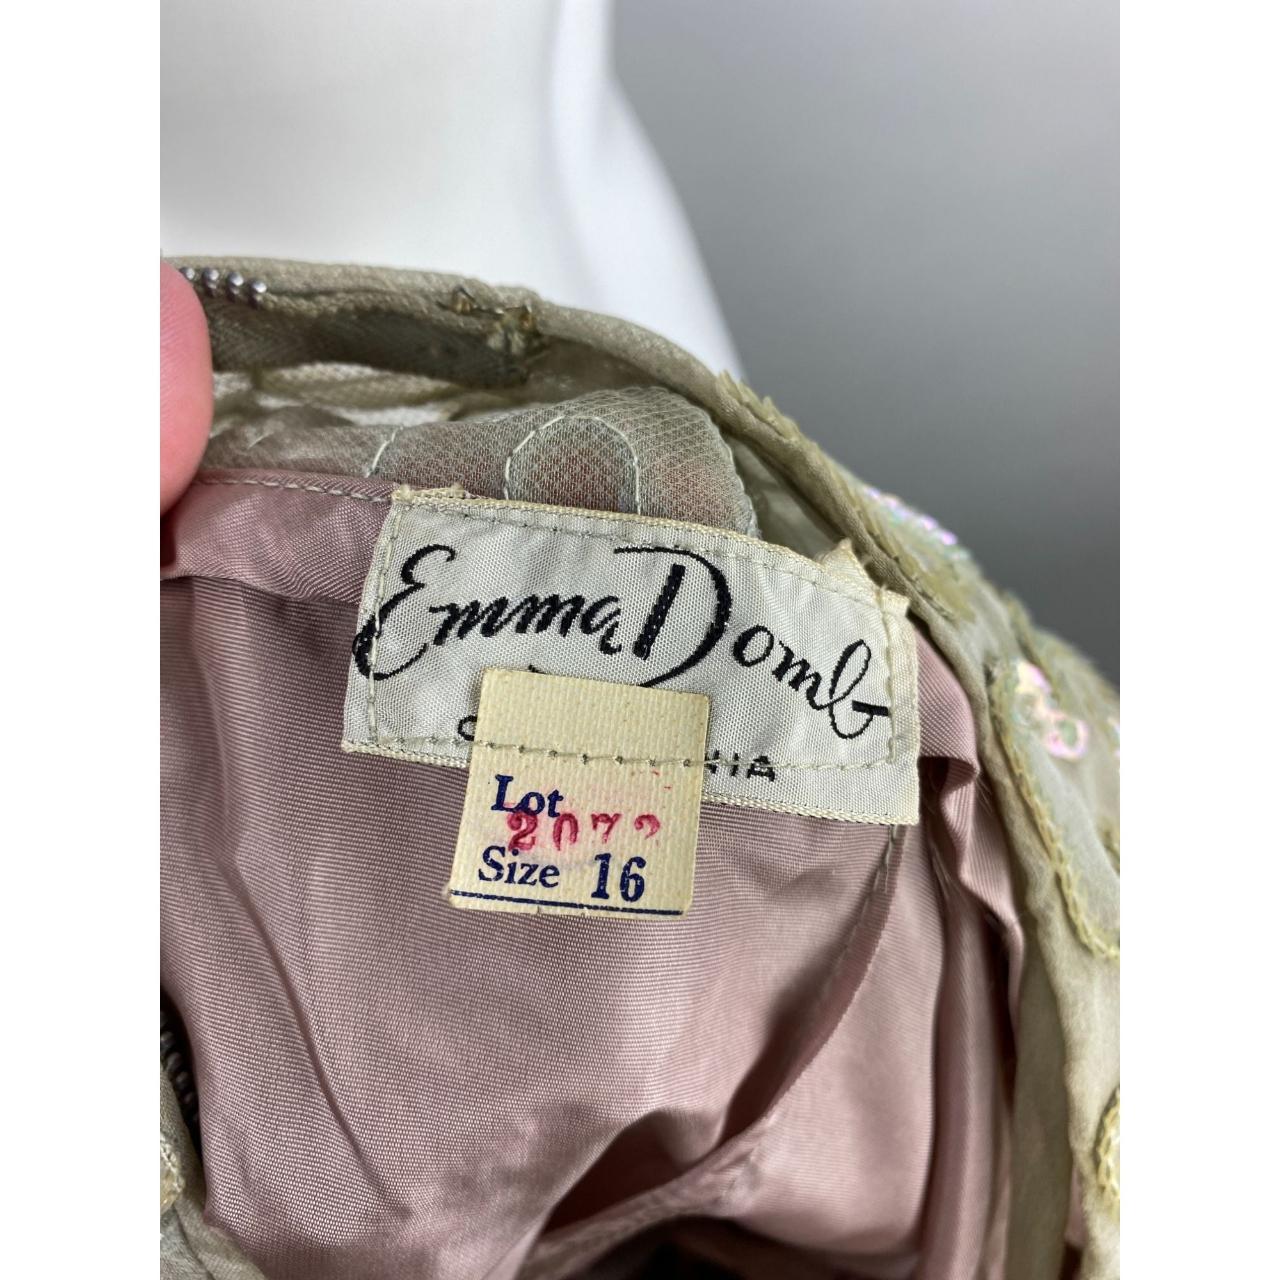 Emma Domb
Lot
Size 16